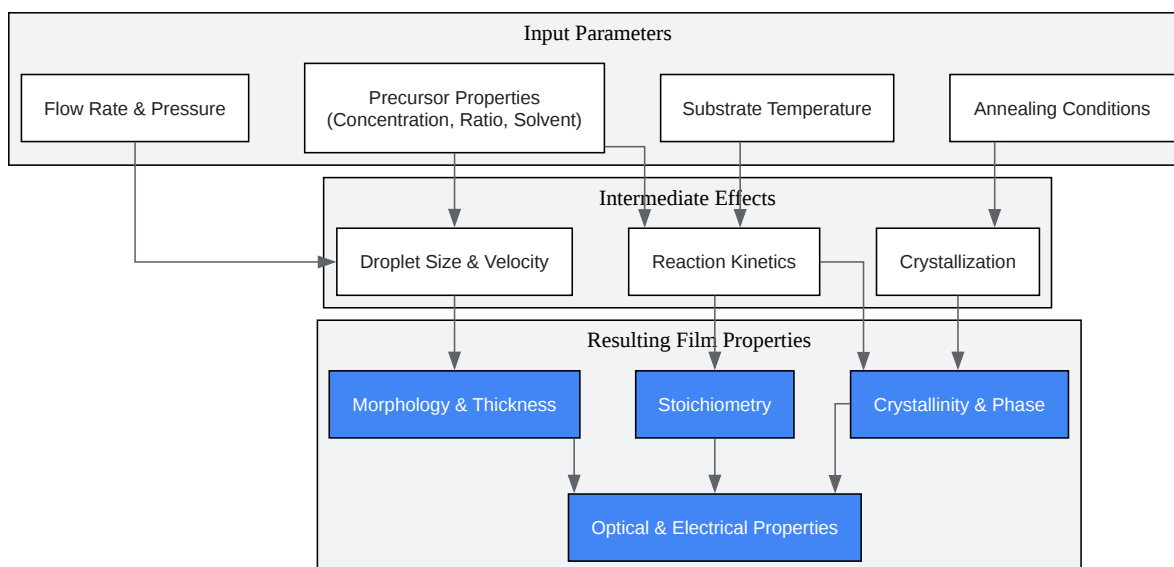 Input Parameters
Flow Rate & Pressure
Precursor Properties
(Concentration, Ratio, Solvent)
Substrate Temperature
Annealing Conditions
Intermediate Effects
Droplet Size & Velocity
Reaction Kinetics
Crystallization
Resulting Film Properties
Morphology & Thickness
Stoichiometry
Crystallinity & Phase
Optical & Electrical Properties